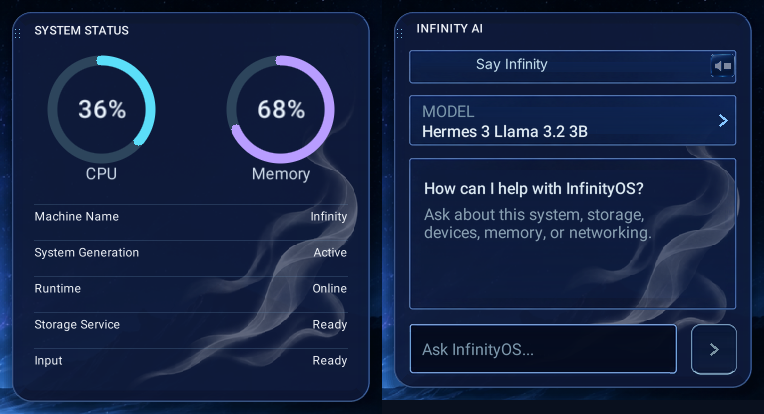 SYSTEM STATUS
36%
68%
CPU
Memory
Machine Name Infinity
System Generation Active
Runtime Online
Storage Service Ready
Input Ready
INFINITY AI
Say Infinity
MODEL
Hermes 3 Llama 3.2 3B
How can I help with InfinityOS?
Ask about this system, storage,
devices, memory, or networking.
Ask InfinityOS...